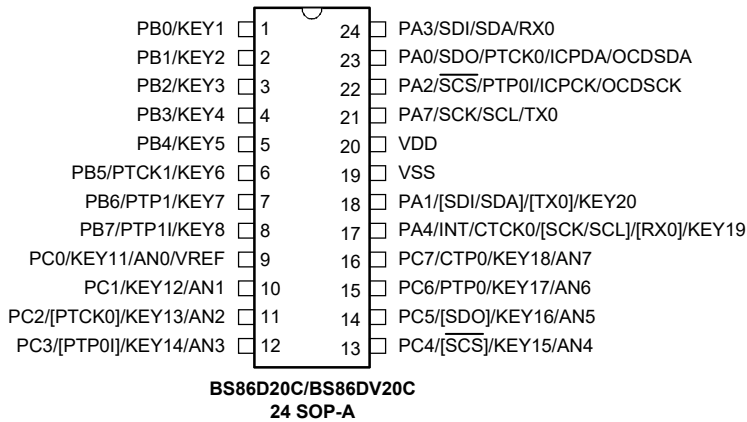 PB0/KEY1 1 24 PA3/SDI/SDA/RX0
PB1/KEY2 2 23 PA0/SDO/PTCK0/ICPDA/OCDSDA
PB2/KEY3 3 22 PA2/SCS/PTP0I/ICPCK/OCDSCK
PB3/KEY4 4 21 PA7/SCK/SCL/TX0
PB4/KEY5 5 20 VDD
PB5/PTCK1/KEY6 6 19 VSS
PB6/PTP1/KEY7 7 18 PA1/[SDI/SDA]/[TX0]/KEY20
PB7/PTP1I/KEY8 8 17 PA4/INT/CTCK0/[SCK/SCL]/[RX0]/KEY19
PC0/KEY11/AN0/VREF 9 16 PC7/CTP0/KEY18/AN7
PC1/KEY12/AN1 10 15 PC6/PTP0/KEY17/AN6
PC2/[PTCK0]/KEY13/AN2 11 14 PC5/[SDO]/KEY16/AN5
PC3/[PTP0I]/KEY14/AN3 12 13 PC4/[SCS]/KEY15/AN4
BS86D20C/BS86DV20C
24 SOP-A